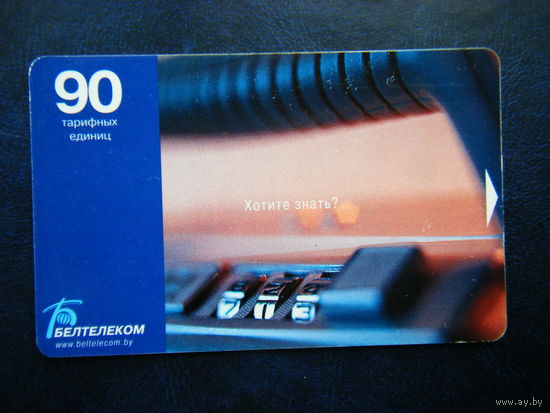 90
тарифных
единиц
Хотите знать?
БЕЛТЕЛЕКОМ
www.beltelecom.by
www.ay.by